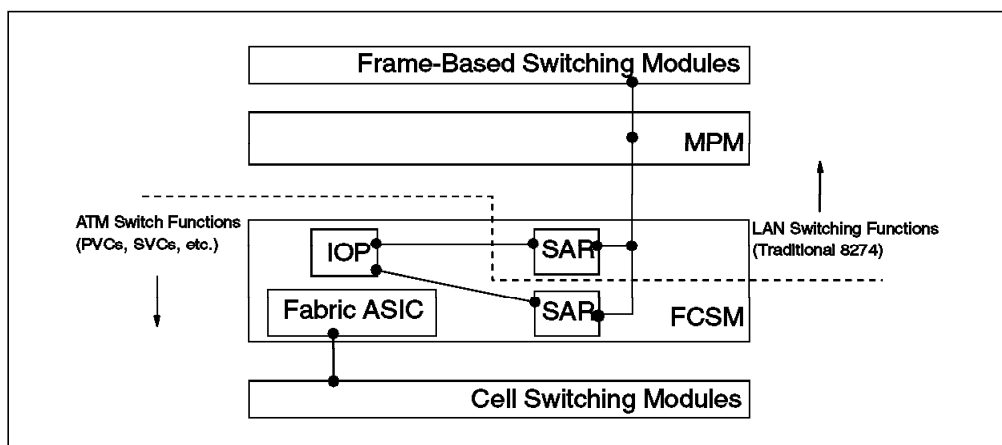 Frame-Based Switching Modules
MPM
ATM Switch Functions
(PVCs, SVCs, etc.)
LAN Switching Functions
(Traditional 8274)
IOP
SAR
Fabric ASIC
SAR
FCSM
Cell Switching Modules